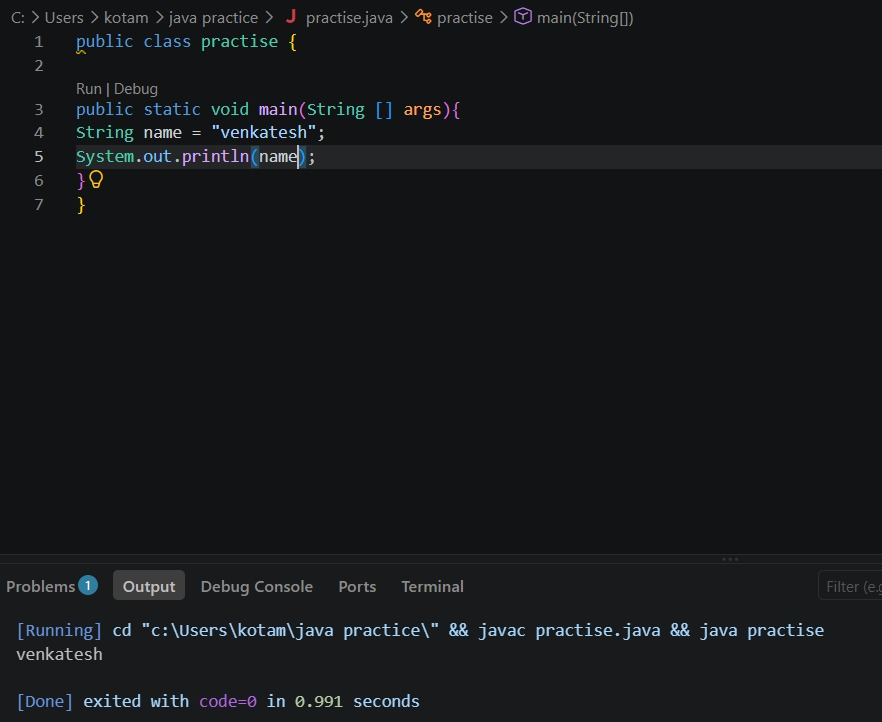 C: > Users > kotam > java practice > J practise.java > practise > main(String[])
1 public class practise {
2
Run | Debug
3 public static void main(String [] args){
4 String name = "venkatesh";
5 System.out.println(name);
6 }
7 }
Problems 1 Output Debug Console Ports Terminal Filter (e.g
[Running] cd "c:\Users\kotam\java practice\" && javac practise.java && java practise
venkatesh
[Done] exited with code=0 in 0.991 seconds